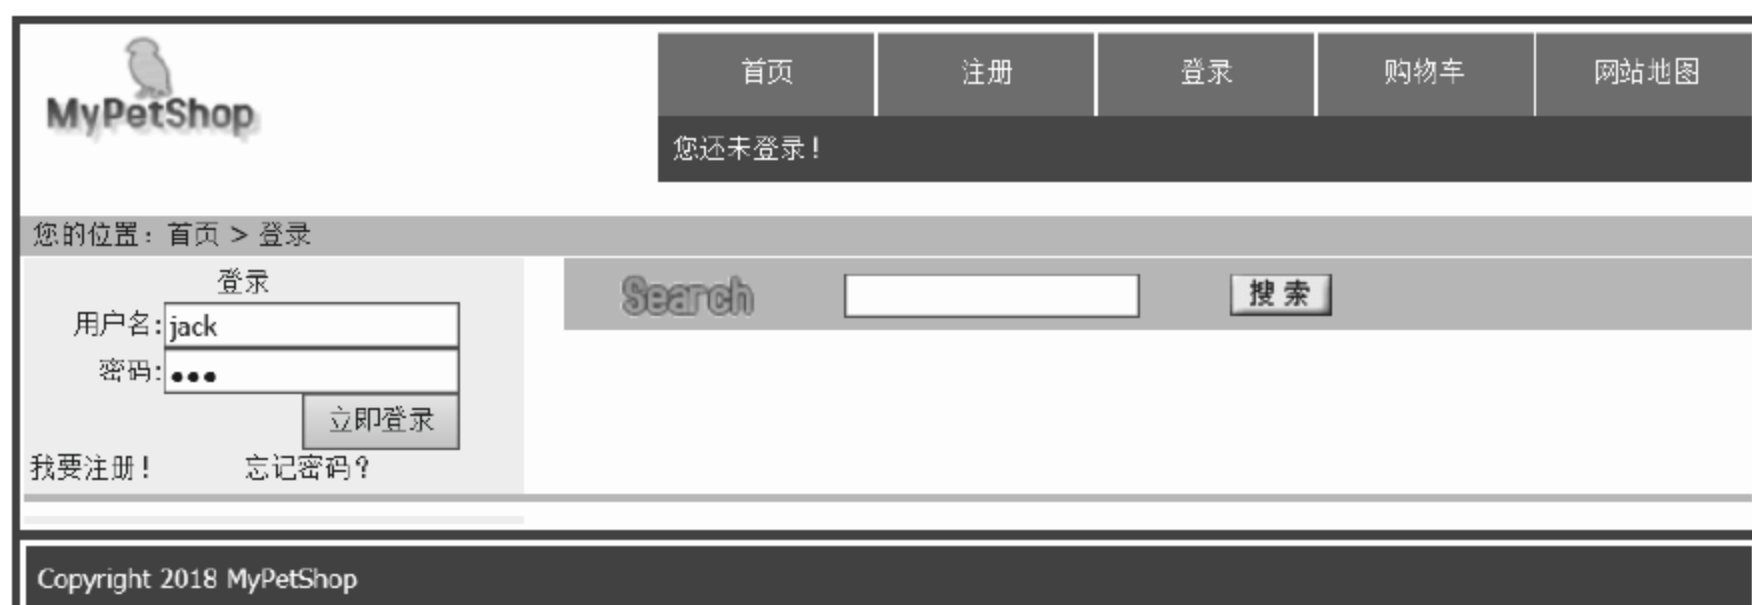 MyPetShop
首页 注册 登录 购物车 网站地图
您还未登录!
您的位置: 首页 > 登录
登录
用户名: jack
密码: •••
立即登录
我要注册! 忘记密码?
Search 搜索
Copyright 2018 MyPetShop